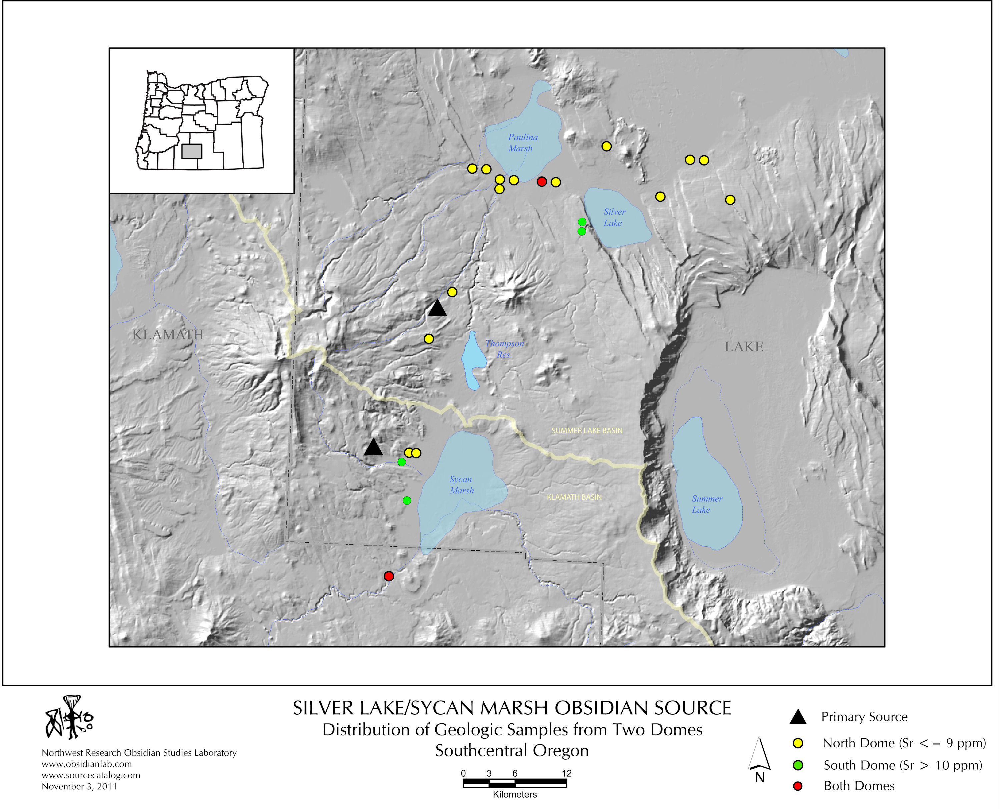 Paulina
Marsh
Silver
Lake
KLAMATH
Thompson
Res.
LAKE
SUMMER LAKE BASIN
Sycan
Marsh
KLAMATH BASIN
Summer
Lake
SILVER LAKE/SYCAN MARSH OBSIDIAN SOURCE
Distribution of Geologic Samples from Two Domes
Southcentral Oregon
0 3 6 12
Kilometers
Northwest Research Obsidian Studies Laboratory
www.obsidianlab.com
www.sourcecatalog.com
November 3, 2011
N
Primary Source
North Dome (Sr < = 9 ppm)
South Dome (Sr > 10 ppm)
Both Domes